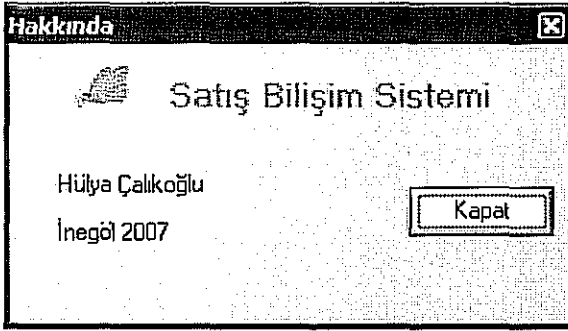 Hakkında
Satış Bilişim Sistemi
Hülya Çalıkoğlu
İnegöl 2007
Kapat